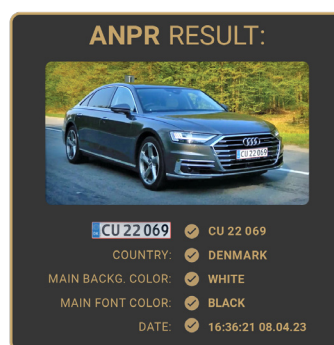 ANPR RESULT:
CU 22 069
CU 22 069 CU 22 069
COUNTRY: DENMARK
MAIN BACKG. COLOR: WHITE
MAIN FONT COLOR: BLACK
DATE: 16:36:21 08.04.23